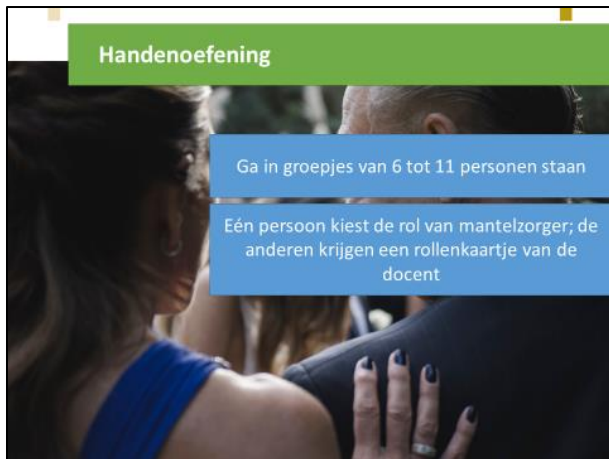 Handenoefening
Ga in groepjes van 6 tot 11 personen staan
Eén persoon kiest de rol van mantelzorger; de
anderen krijgen een rollenkaartje van de
docent